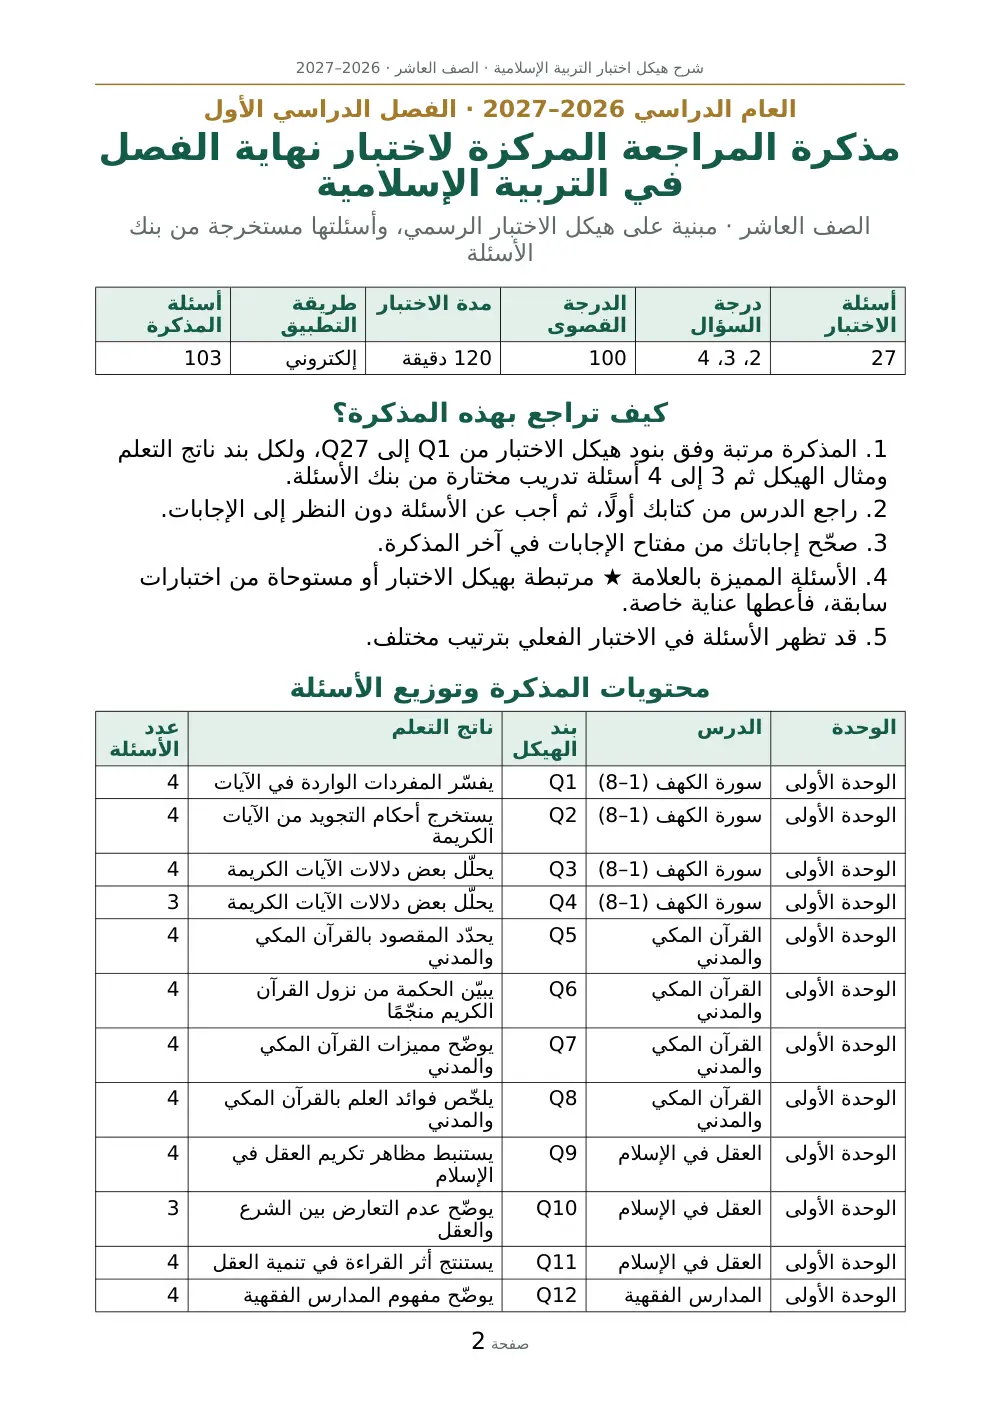 شرح هيكل اختبار التربية الإسلامية · الصف العاشر · 2026–2027
العام الدراسي 2026–2027 · الفصل الدراسي الأول
مذكرة المراجعة المركزة لاختبار نهاية الفصل
في التربية الإسلامية
الصف العاشر · مبنية على هيكل الاختبار الرسمي، وأسئلتها مستخرجة من بنك
الأسئلة
أسئلة الاختبار | درجة السؤال | الدرجة القصوى | مدة الاختبار | طريقة التطبيق | أسئلة المذكرة
27 | 2، 3، 4 | 100 | 120 دقيقة | إلكتروني | 103
كيف تراجع بهذه المذكرة؟
1. المذكرة مرتبة وفق بنود هيكل الاختبار من Q1 إلى Q27، ولكل بند ناتج التعلم
ومثال الهيكل ثم 3 إلى 4 أسئلة تدريب مختارة من بنك الأسئلة.
2. راجع الدرس من كتابك أولًا، ثم أجب عن الأسئلة دون النظر إلى الإجابات.
3. صحّح إجاباتك من مفتاح الإجابات في آخر المذكرة.
4. الأسئلة المميزة بالعلامة ★ مرتبطة بهيكل الاختبار أو مستوحاة من اختبارات
سابقة، فأعطها عناية خاصة.
5. قد تظهر الأسئلة في الاختبار الفعلي بترتيب مختلف.
محتويات المذكرة وتوزيع الأسئلة
الوحدة | الدرس | بند الهيكل | ناتج التعلم | عدد الأسئلة
الوحدة الأولى | سورة الكهف (1–8) | Q1 | يفسّر المفردات الواردة في الآيات | 4
الوحدة الأولى | سورة الكهف (1–8) | Q2 | يستخرج أحكام التجويد من الآيات الكريمة | 4
الوحدة الأولى | سورة الكهف (1–8) | Q3 | يحلّل بعض دلالات الآيات الكريمة | 4
الوحدة الأولى | سورة الكهف (1–8) | Q4 | يحلّل بعض دلالات الآيات الكريمة | 3
الوحدة الأولى | القرآن المكي والمدني | Q5 | يحدّد المقصود بالقرآن المكي والمدني | 4
الوحدة الأولى | القرآن المكي والمدني | Q6 | يبيّن الحكمة من نزول القرآن الكريم منجّمًا | 4
الوحدة الأولى | القرآن المكي والمدني | Q7 | يوضّح مميزات القرآن المكي والمدني | 4
الوحدة الأولى | القرآن المكي والمدني | Q8 | يلخّص فوائد العلم بالقرآن المكي والمدني | 4
الوحدة الأولى | العقل في الإسلام | Q9 | يستنبط مظاهر تكريم العقل في الإسلام | 4
الوحدة الأولى | العقل في الإسلام | Q10 | يوضّح عدم التعارض بين الشرع والعقل | 3
الوحدة الأولى | العقل في الإسلام | Q11 | يستنتج أثر القراءة في تنمية العقل | 4
الوحدة الأولى | المدارس الفقهية | Q12 | يوضّح مفهوم المدارس الفقهية | 4
صفحة 2